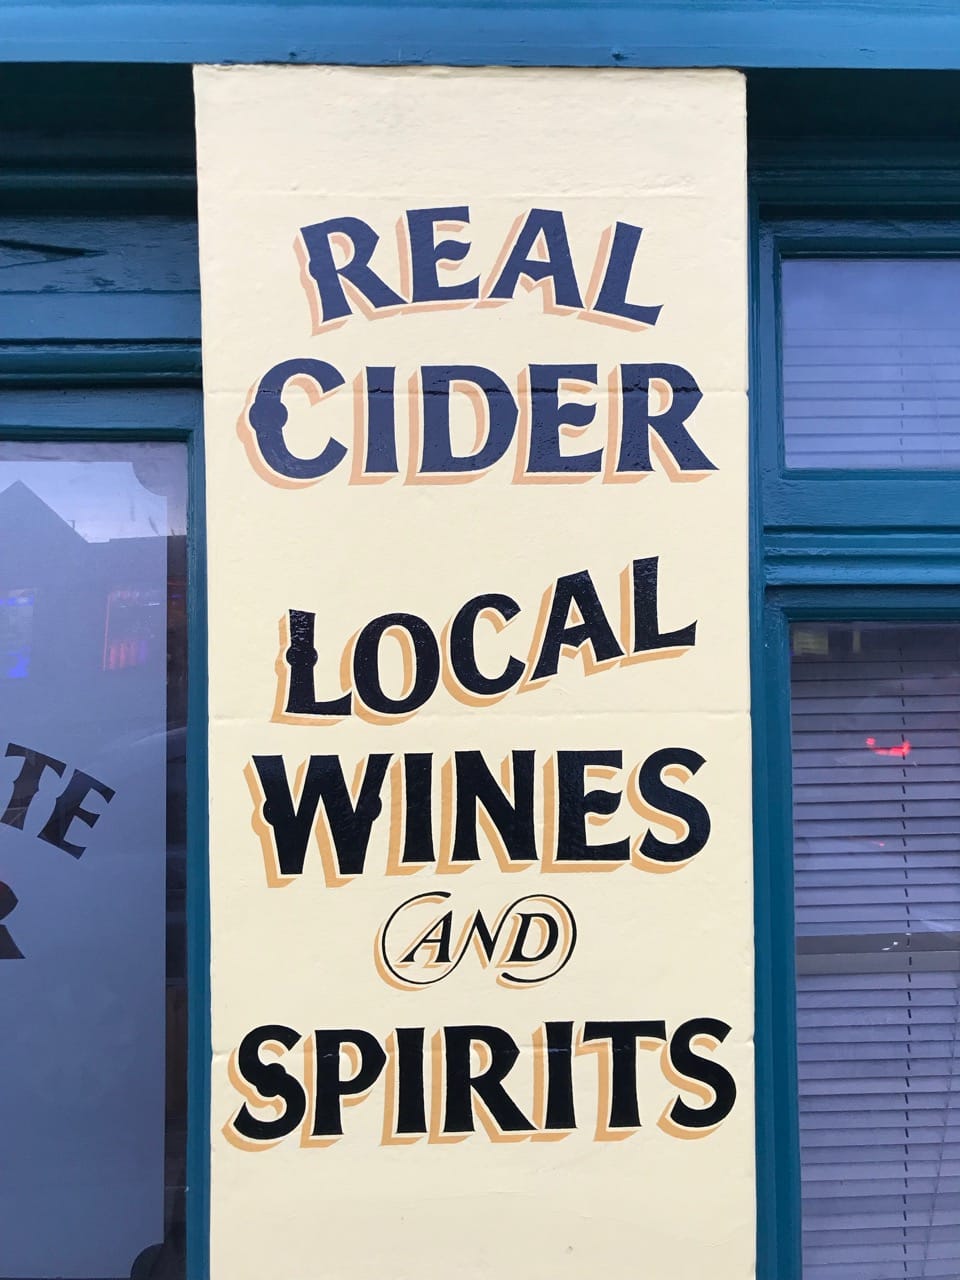 REAL
CIDER
LOCAL
WINES
AND
SPIRITS